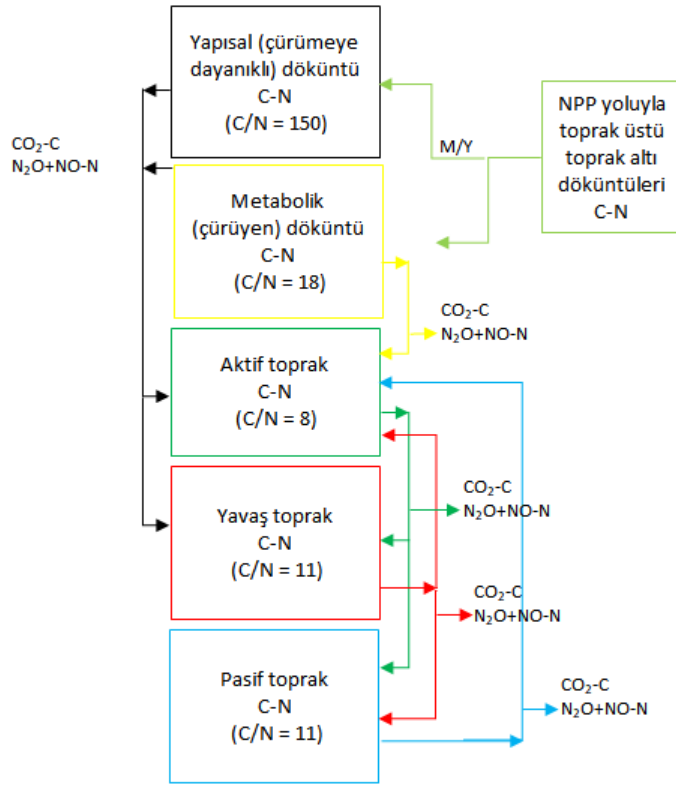 Yapısal (çürümeye
dayanıklı) döküntü
C-N
(C/N = 150)
NPP yoluyla
toprak üstü
toprak altı
döküntüleri
C-N
M/Y
CO₂-C
N₂O+NO-N
Metabolik
(çürüyen) döküntü
C-N
(C/N = 18)
CO₂-C
N₂O+NO-N
Aktif toprak
C-N
(C/N = 8)
Yavaş toprak
C-N
(C/N = 11)
CO₂-C
N₂O+NO-N
CO₂-C
N₂O+NO-N
Pasif toprak
C-N
(C/N = 11)
CO₂-C
N₂O+NO-N